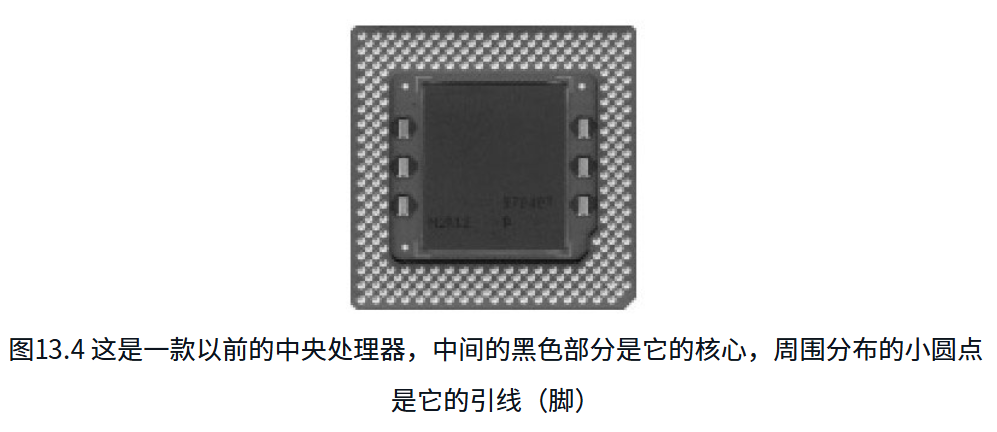 图13.4 这是一款以前的中央处理器，中间的黑色部分是它的核心，周围分布的小圆点
是它的引线（脚）